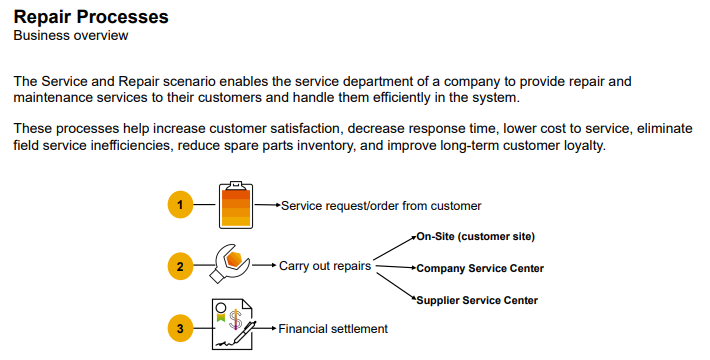 Repair Processes
Business overview
The Service and Repair scenario enables the service department of a company to provide repair and
maintenance services to their customers and handle them efficiently in the system.
These processes help increase customer satisfaction, decrease response time, lower cost to service, eliminate
field service inefficiencies, reduce spare parts inventory, and improve long-term customer loyalty.
1
Service request/order from customer
On-Site (customer site)
2
Carry out repairs
Company Service Center
Supplier Service Center
3
$
Financial settlement